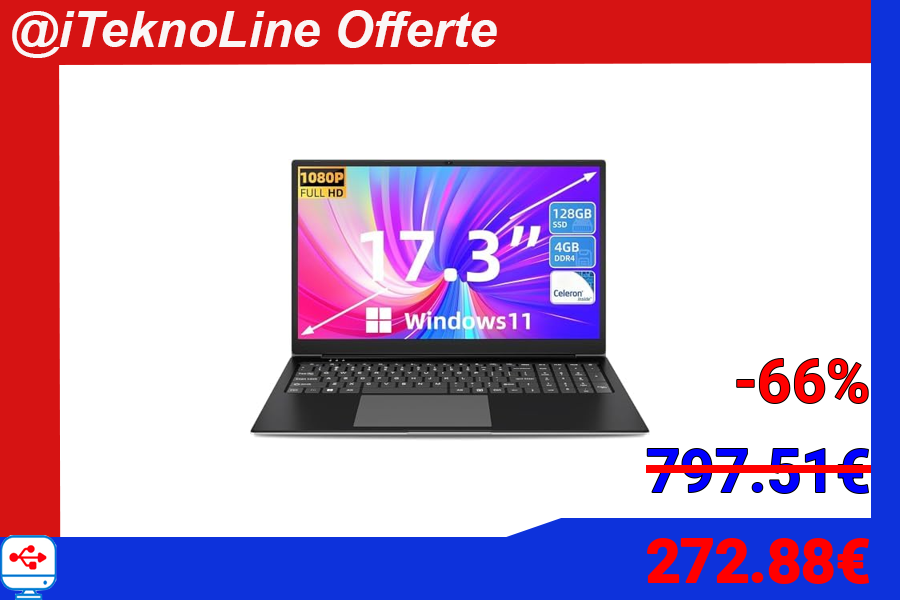 @iTeknoLine Offerte
1080P
FULL HD
128GB
SSD
17.3”
4GB
DDR4
Celeron
Windows11
-66%
797.51€
272.88€